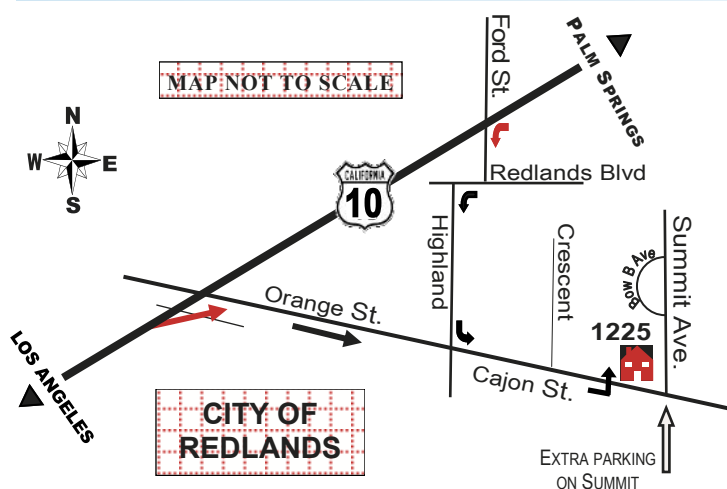 Ford St.
PALM SPRINGS
MAP NOT TO SCALE
N
W E
S
CALIFORNIA
10
Redlands Blvd
Highland
Crescent
Bow B Ave
Summit Ave.
Orange St.
1225
LOS ANGELES
Cajon St.
CITY OF
REDLANDS
EXTRA PARKING
ON SUMMIT